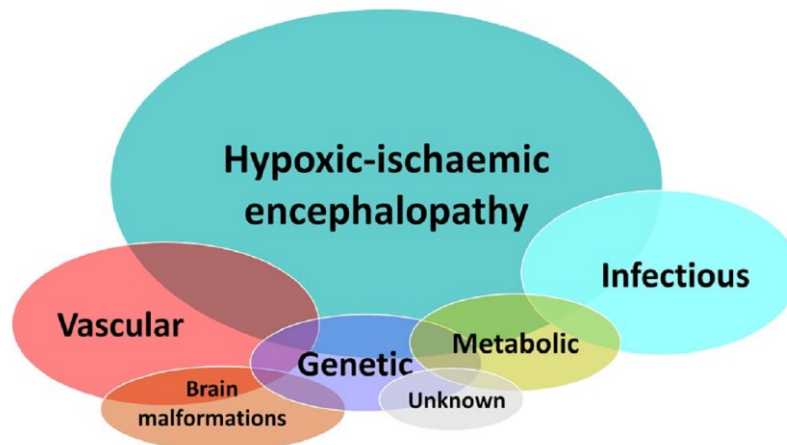 Hypoxic-ischaemic
encephalopathy
Infectious
Vascular
Metabolic
Genetic
Brain
malformations
Unknown